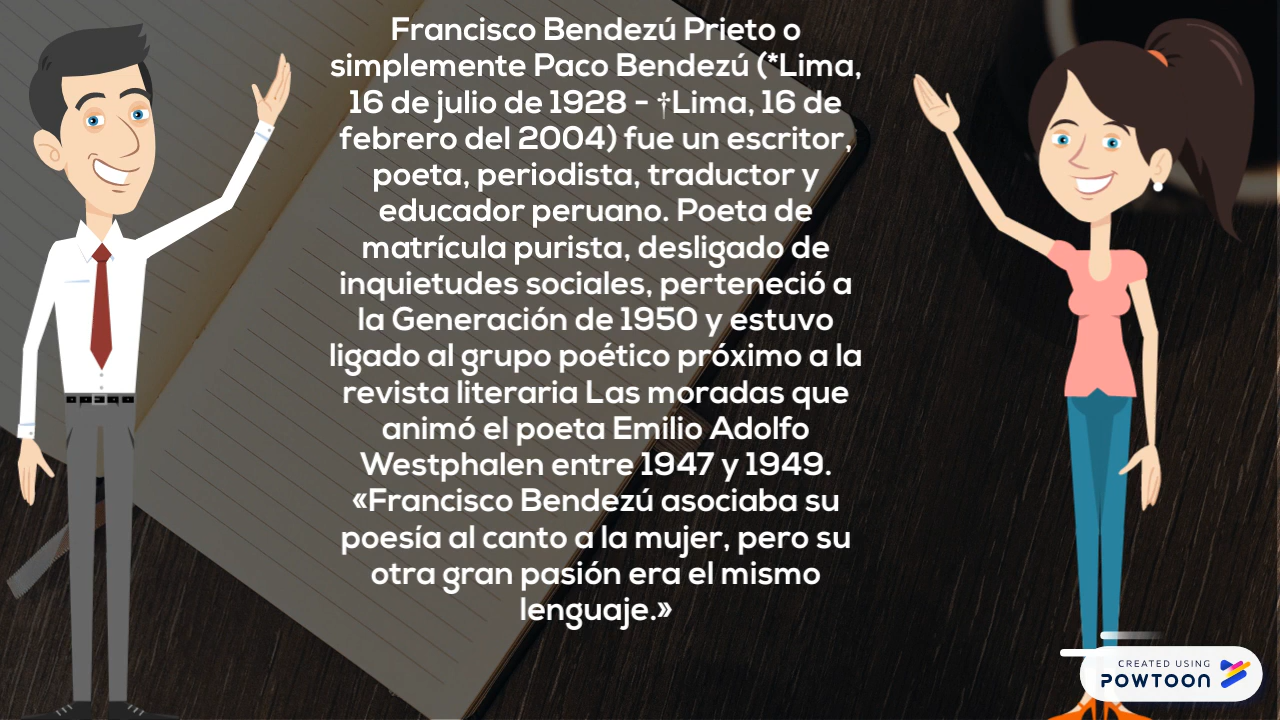 Francisco Bendezú Prieto o
simplemente Paco Bendezú (*Lima,
16 de julio de 1928 - †Lima, 16 de
febrero del 2004) fue un escritor,
poeta, periodista, traductor y
educador peruano. Poeta de
matrícula purista, desligado de
inquietudes sociales, perteneció a
la Generación de 1950 y estuvo
ligado al grupo poético próximo a la
revista literaria Las moradas que
animó el poeta Emilio Adolfo
Westphalen entre 1947 y 1949.
«Francisco Bendezú asociaba su
poesía al canto a la mujer, pero su
otra gran pasión era el mismo
lenguaje.»
CREATED USING
POWTOON